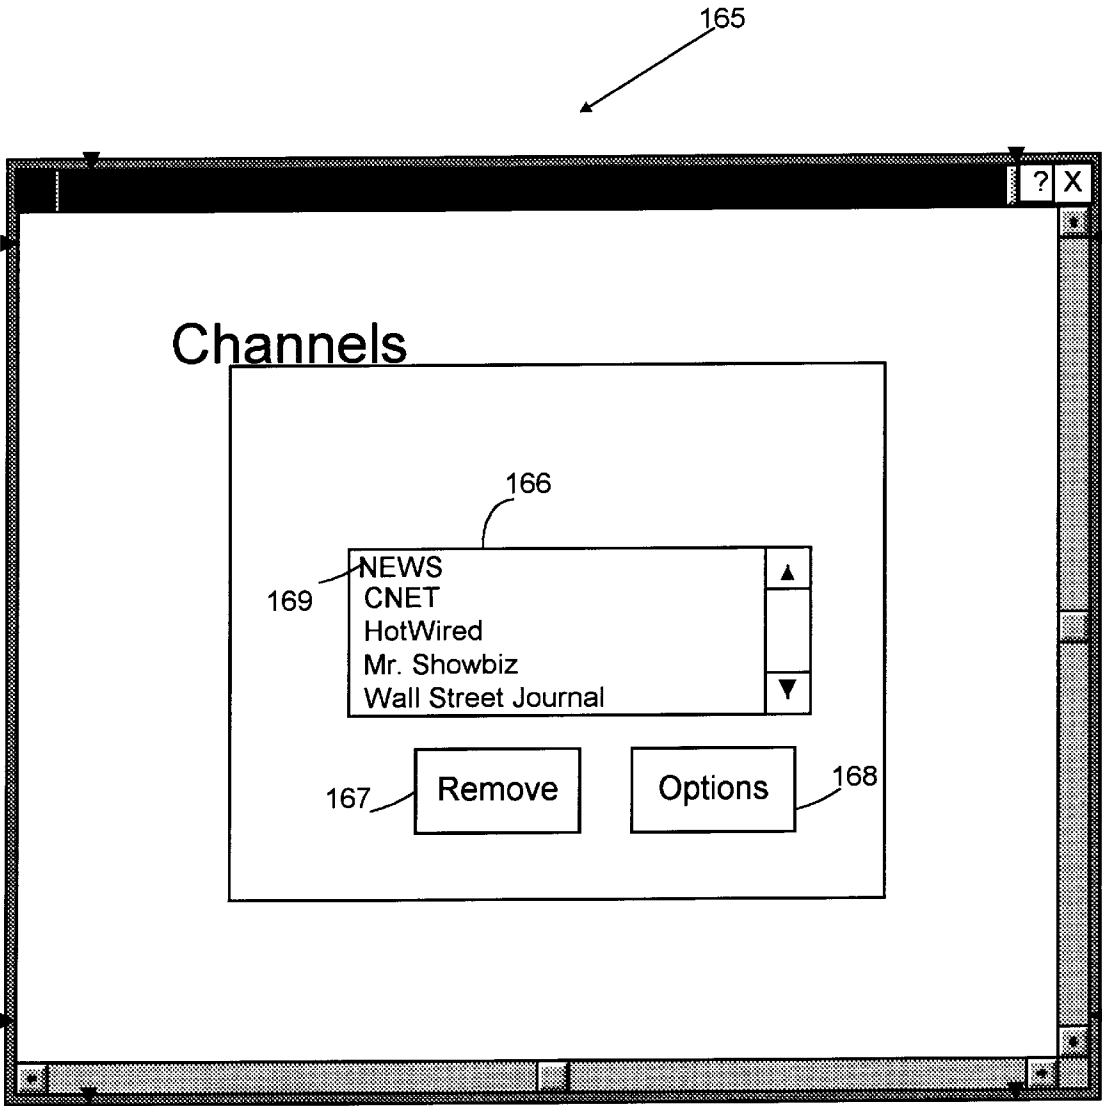 165
? X
Channels
166
NEWS
169
CNET
HotWired
Mr. Showbiz
Wall Street Journal
Remove
Options
167
168